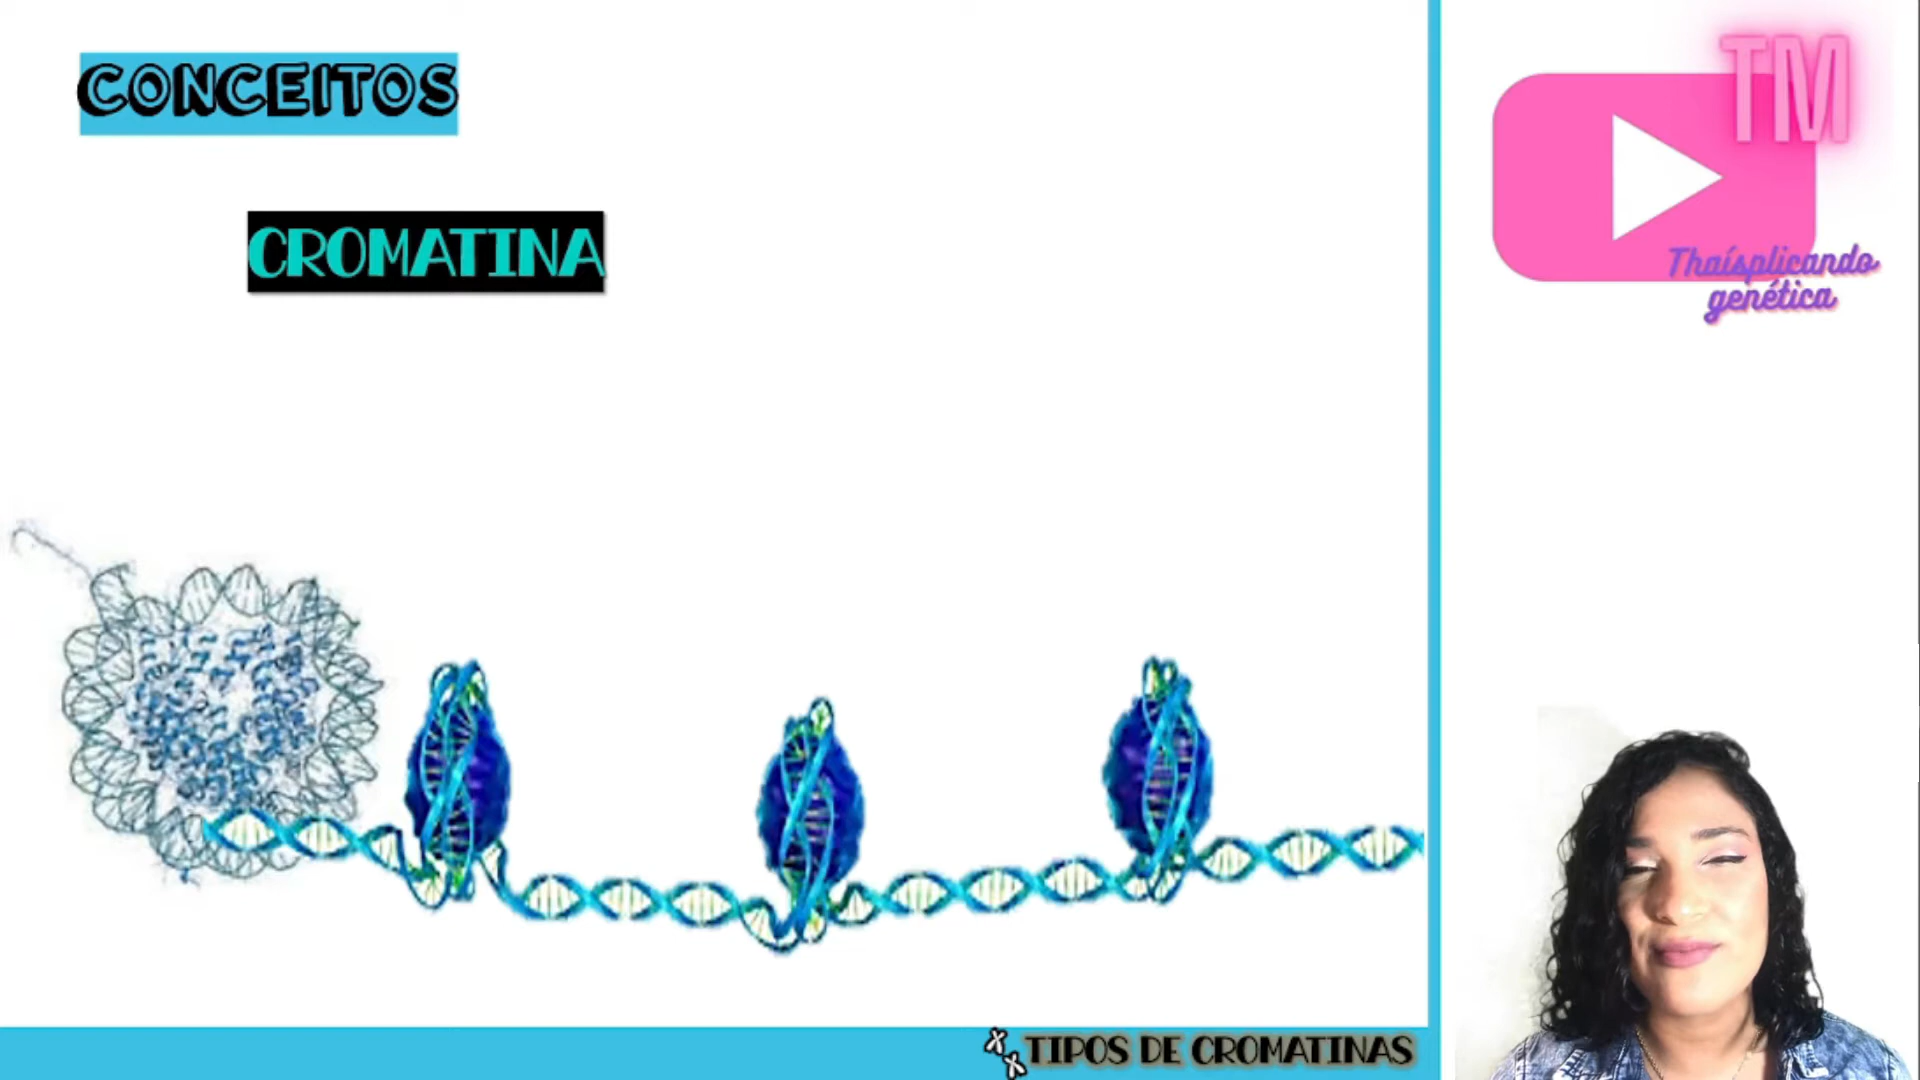 CONCEITOS
CROMATINA
TM
Thaísplicando
genética
TIPOS DE CROMATINAS